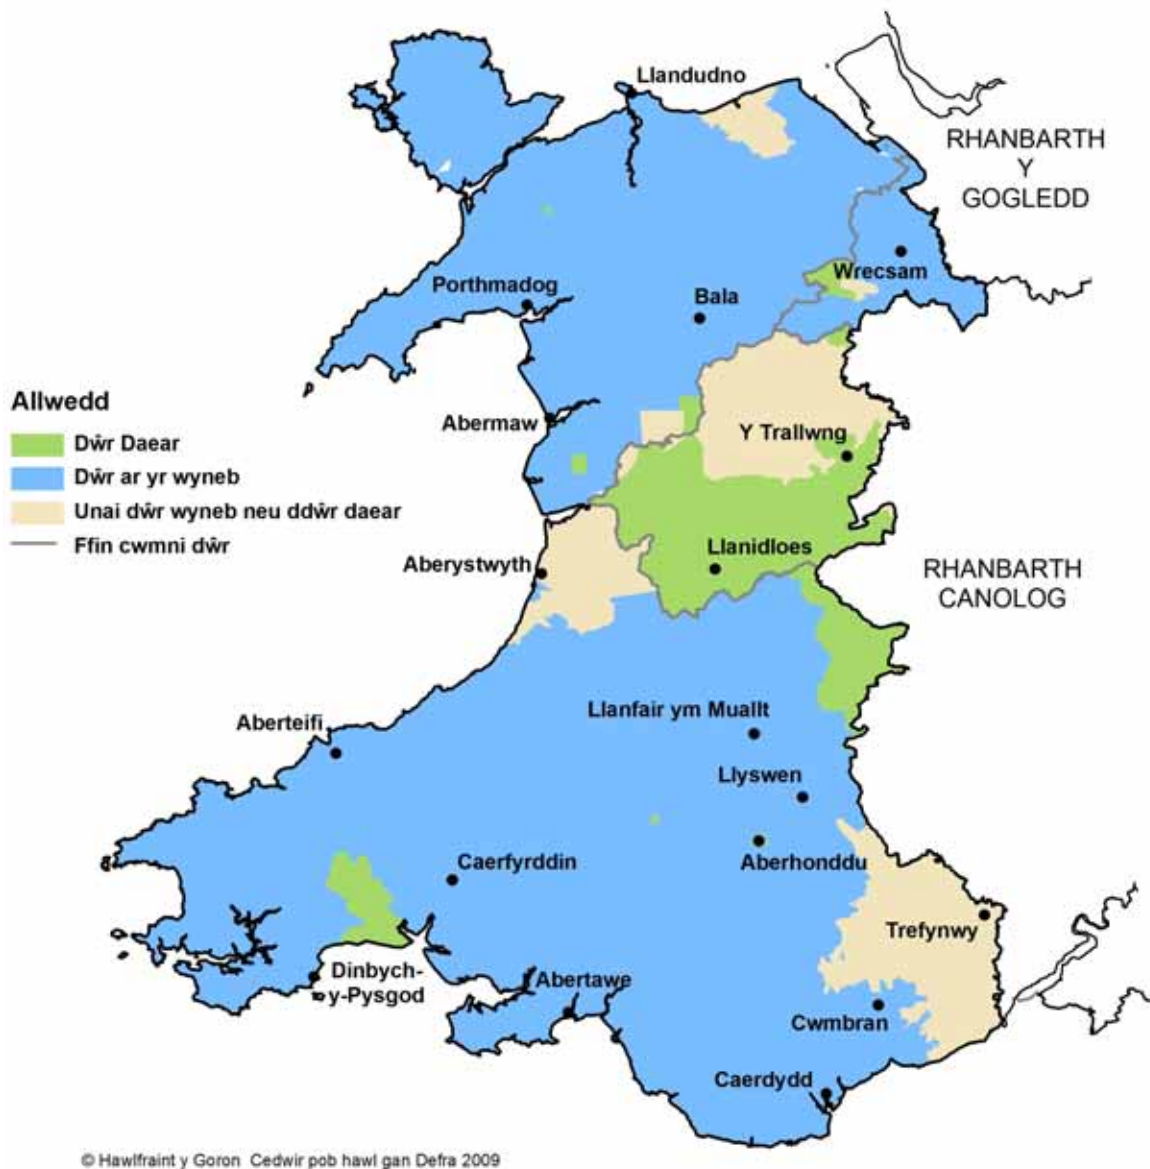 Llandudno
RHANBARTH
Y
GOGLEDD
Wrecsam
Porthmadog
Bala
Allwedd
Dŵr Daear
Dŵr ar yr wyneb
Unai dŵr wyneb neu ddŵr daear
Ffin cwmni dŵr
Abermaw
Y Trallwng
Aberystwyth
Llanidloes
RHANBARTH
CANOLOG
Llanfair ym Muallt
Aberteifi
Llyswen
Caerfyrddin
Aberhonddu
Trefynwy
Dinbych-
y-Pysgod
Abertawe
Cwmbran
Caerdydd
© Hawlfraint y Goron Cedwir pob hawl gan Defra 2009